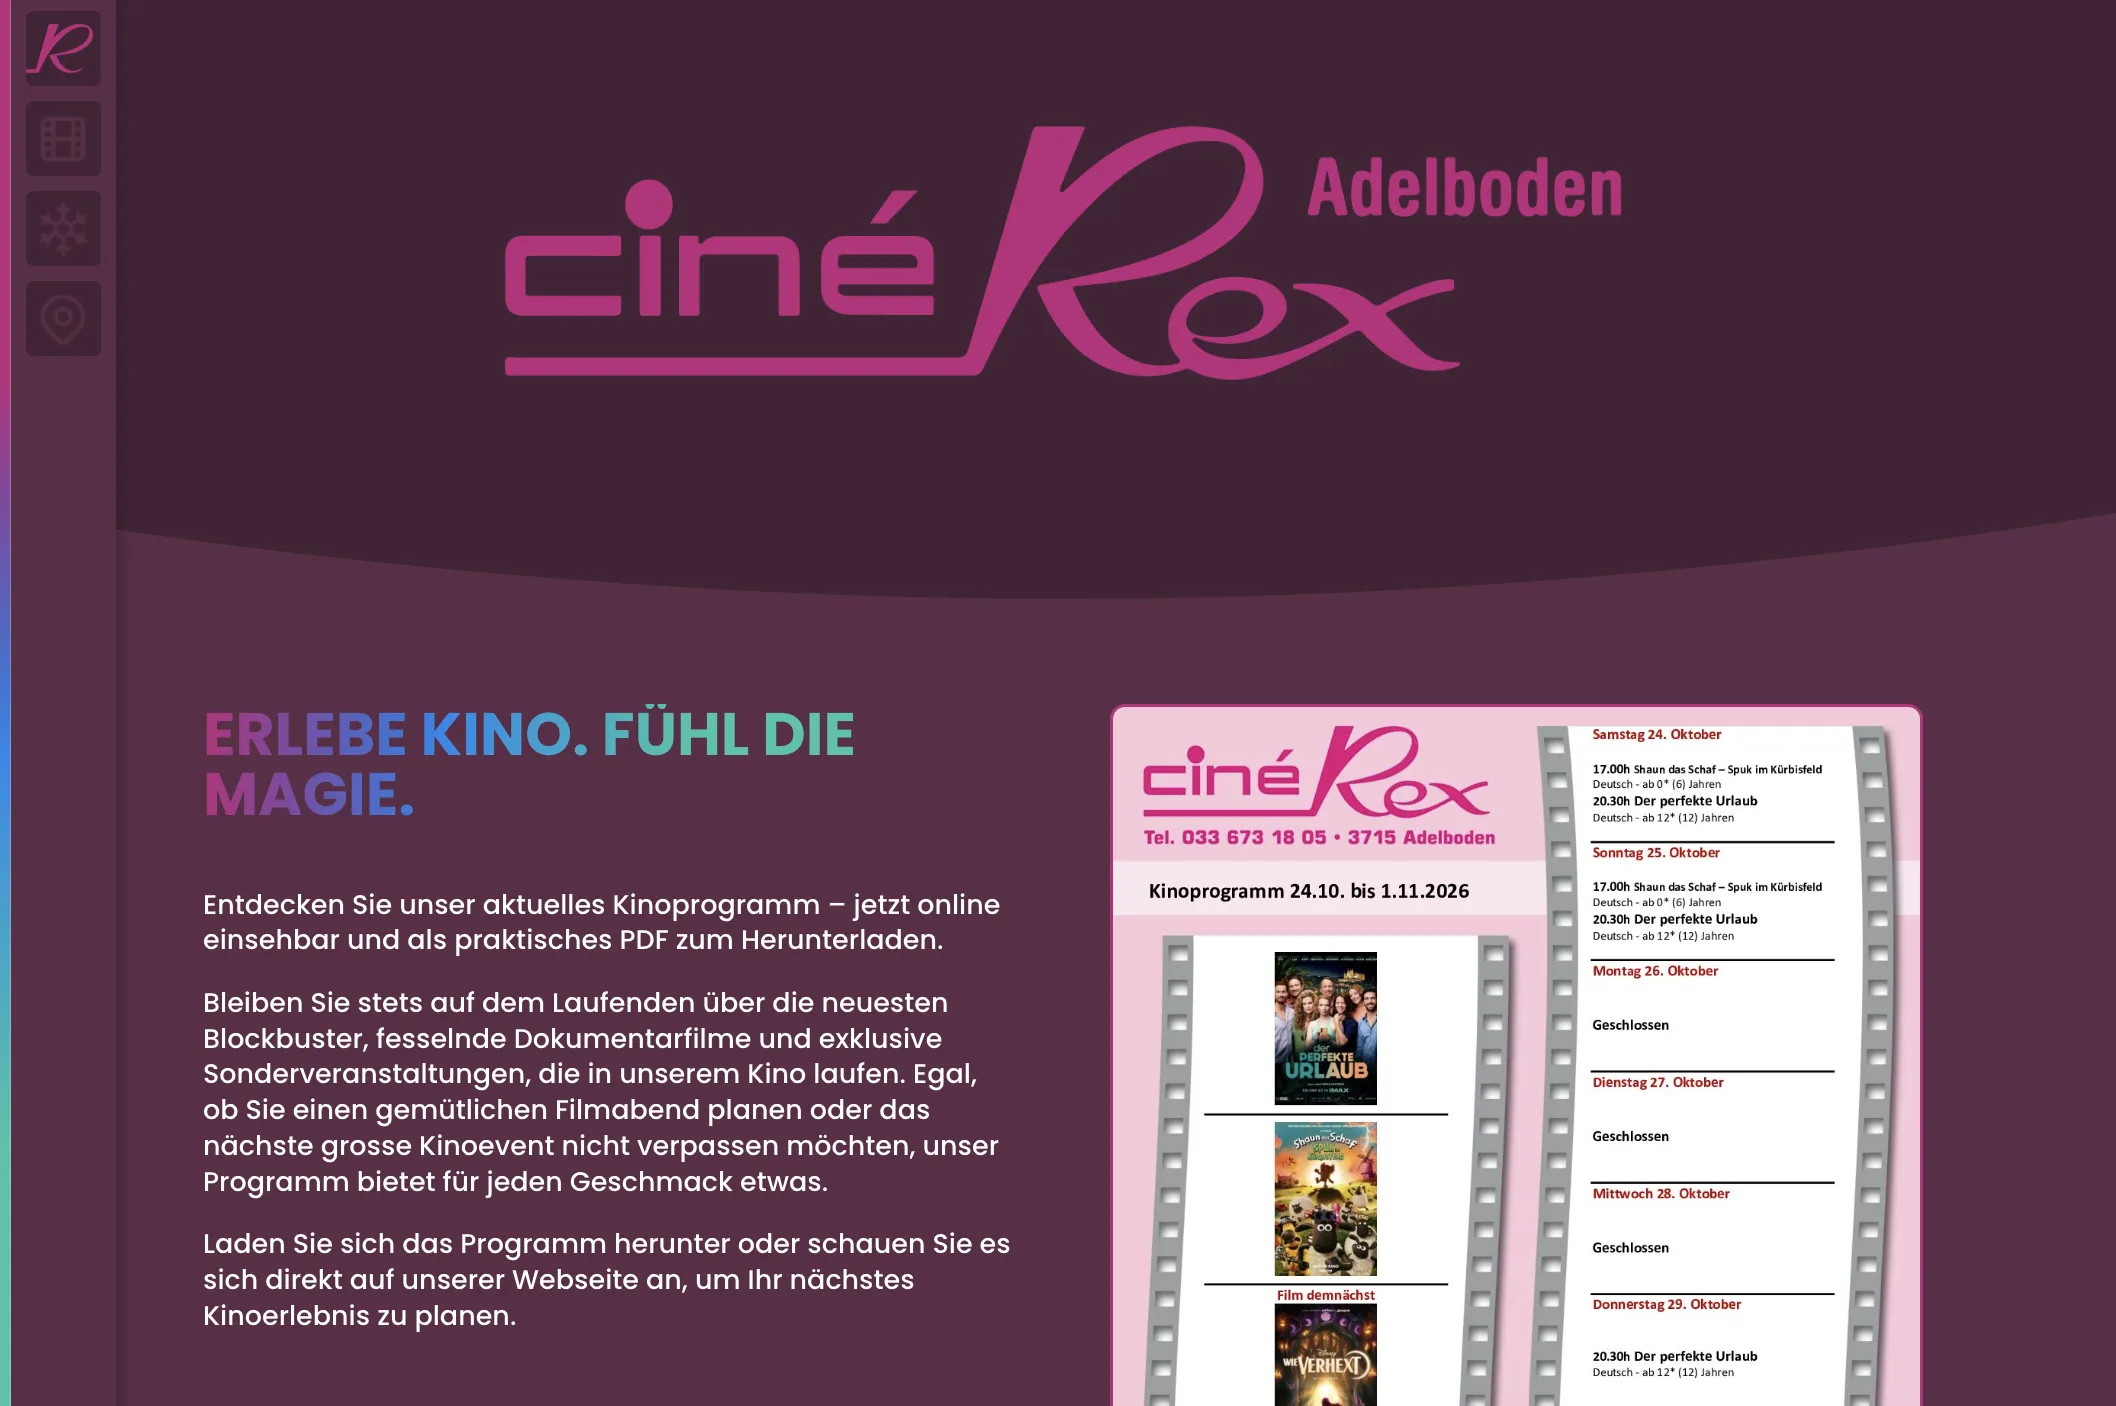 ciné Rex Adelboden
ERLEBE KINO. FÜHL DIE
MAGIE.
Entdecken Sie unser aktuelles Kinoprogramm – jetzt online
einsehbar und als praktisches PDF zum Herunterladen.
Bleiben Sie stets auf dem Laufenden über die neuesten
Blockbuster, fesselnde Dokumentarfilme und exklusive
Sonderveranstaltungen, die in unserem Kino laufen. Egal,
ob Sie einen gemütlichen Filmabend planen oder das
nächste grosse Kinoevent nicht verpassen möchten, unser
Programm bietet für jeden Geschmack etwas.
Laden Sie sich das Programm herunter oder schauen Sie es
sich direkt auf unserer Webseite an, um Ihr nächstes
Kinoerlebnis zu planen.
ciné Rex
Tel. 033 673 18 05 • 3715 Adelboden
Kinoprogramm 24.10. bis 1.11.2026
der
PERFEKTE
URLAUB
IMAX
Shaun das Schaf
Film demnächst
Disney
WIE VERHEXT
Samstag 24. Oktober
17.00h Shaun das Schaf – Spuk im Kürbisfeld
Deutsch - ab 0* (6) Jahren
20.30h Der perfekte Urlaub
Deutsch - ab 12* (12) Jahren
Sonntag 25. Oktober
17.00h Shaun das Schaf – Spuk im Kürbisfeld
Deutsch - ab 0* (6) Jahren
20.30h Der perfekte Urlaub
Deutsch - ab 12* (12) Jahren
Montag 26. Oktober
Geschlossen
Dienstag 27. Oktober
Geschlossen
Mittwoch 28. Oktober
Geschlossen
Donnerstag 29. Oktober
20.30h Der perfekte Urlaub
Deutsch - ab 12* (12) Jahren